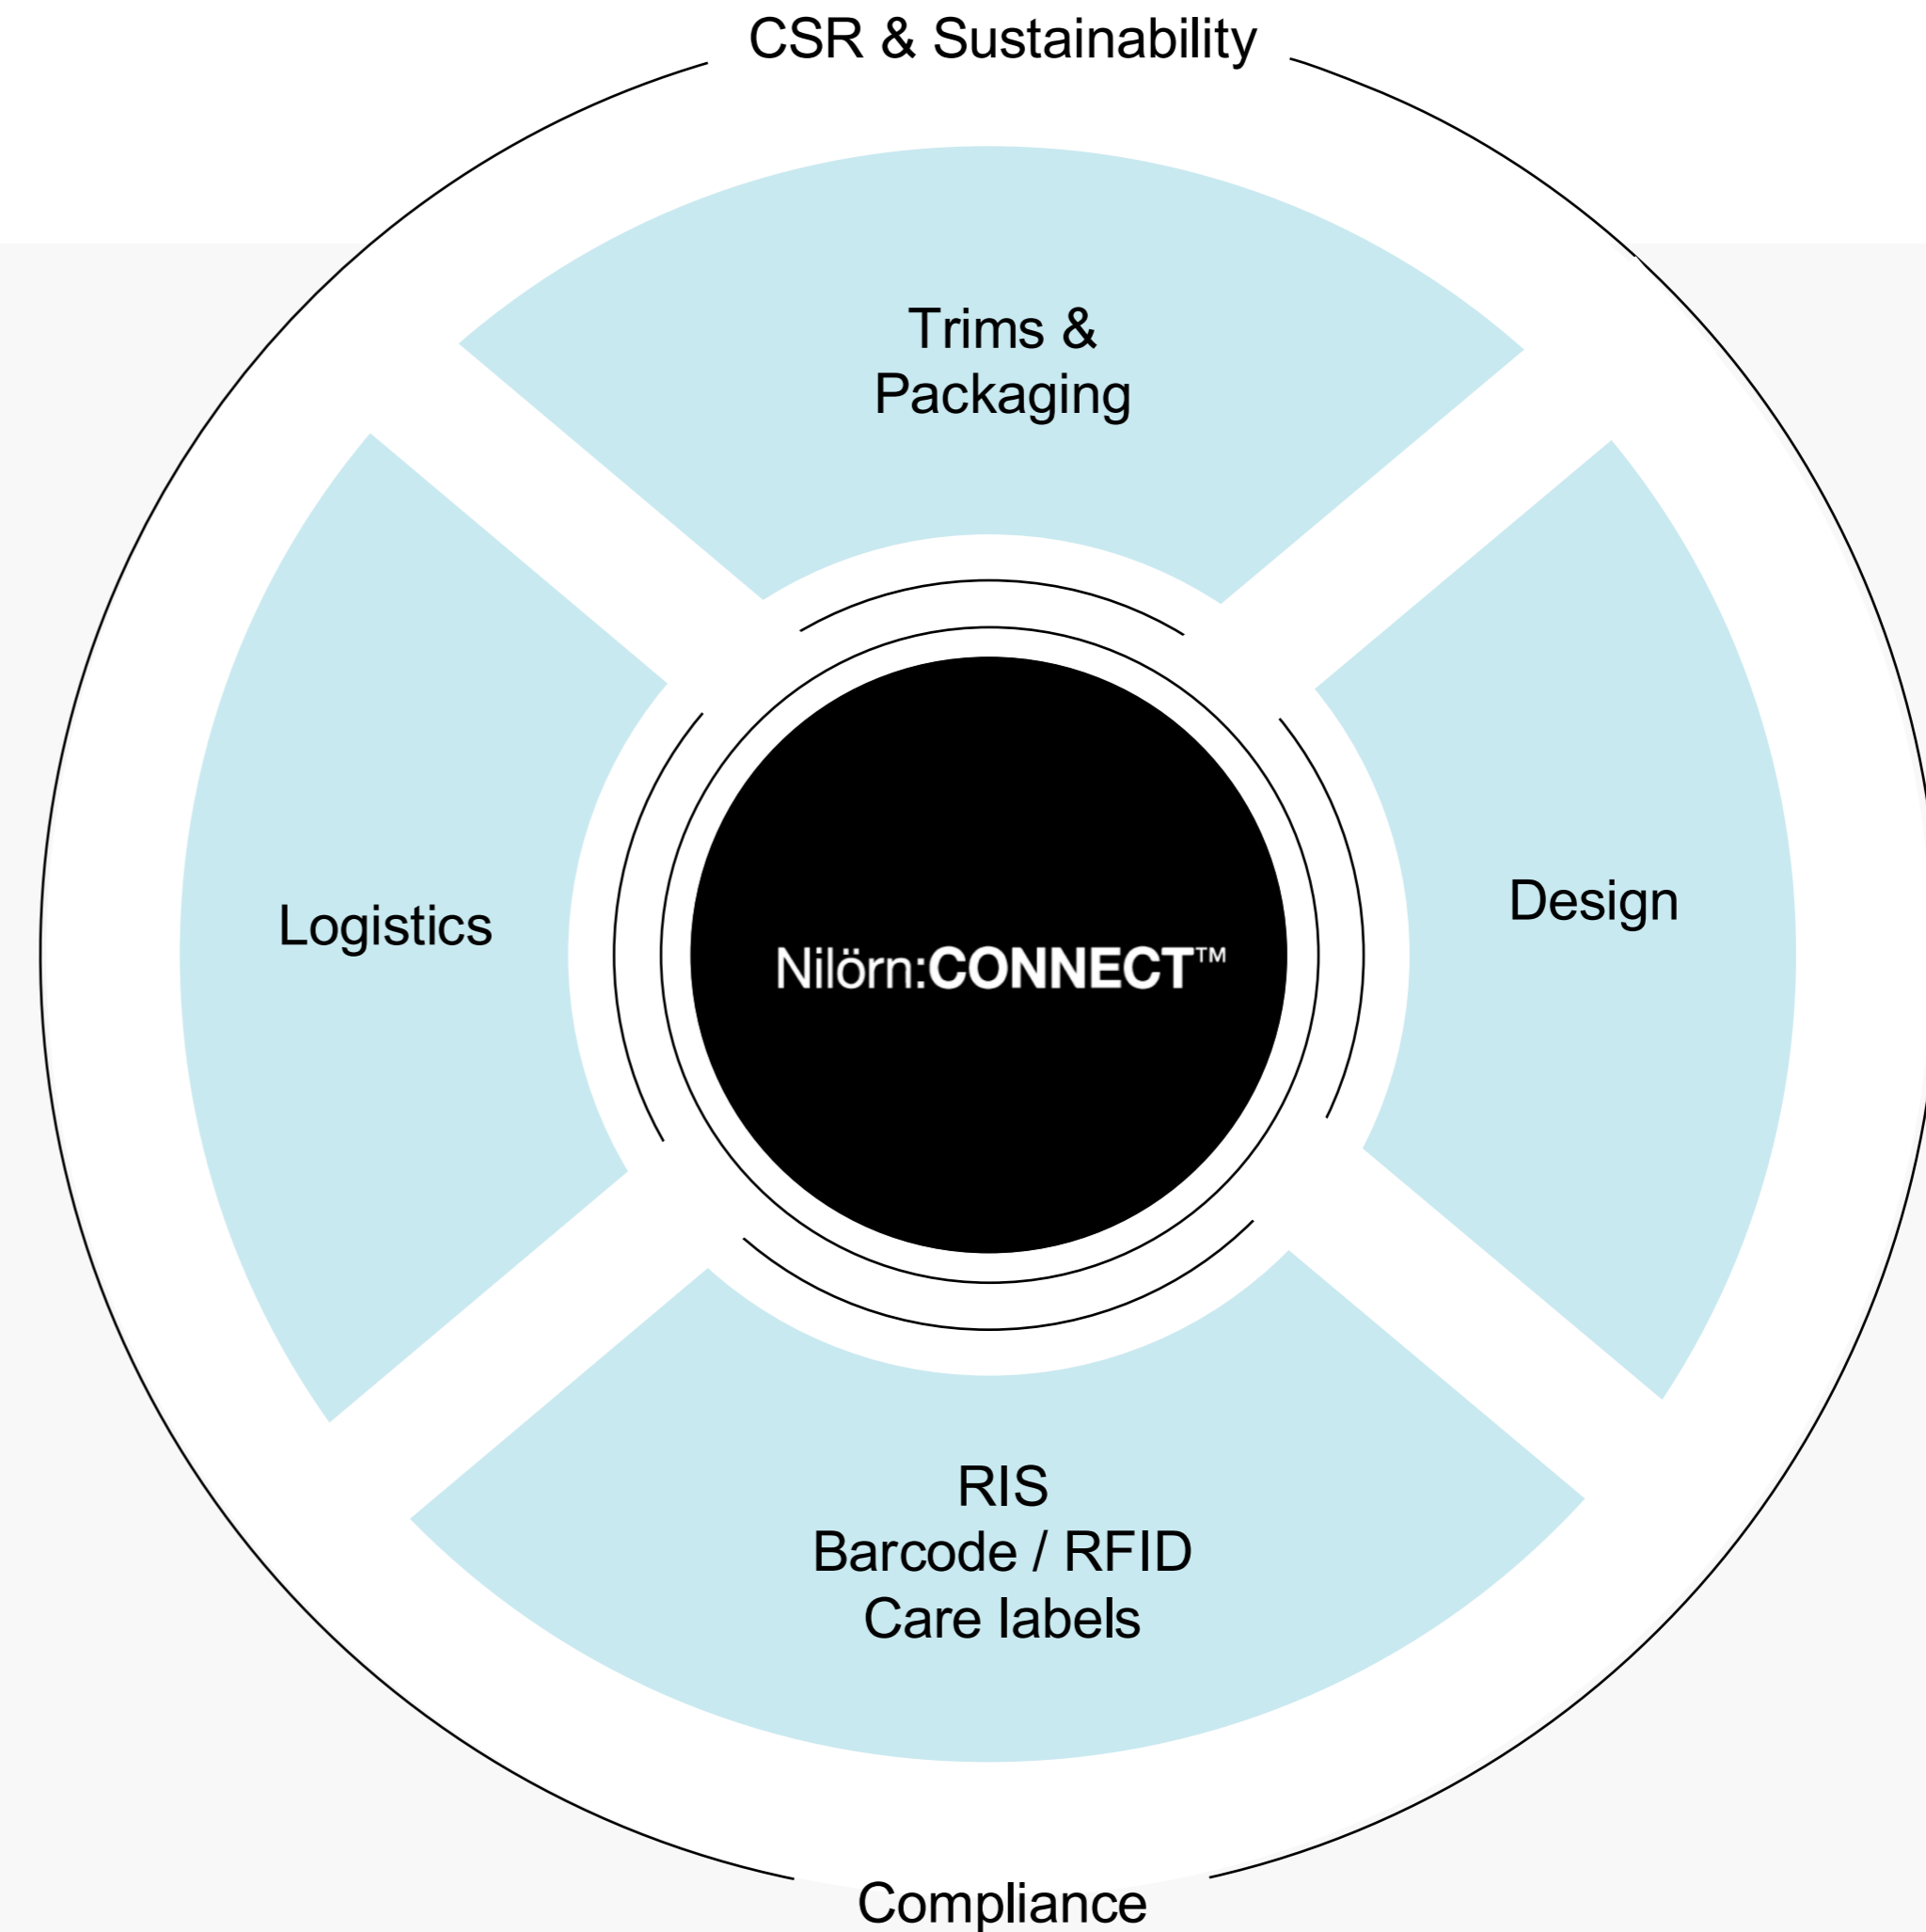 CSR & Sustainability
Trims &
Packaging
Logistics
Design
Nilörn:CONNECT™
RIS
Barcode / RFID
Care labels
Compliance